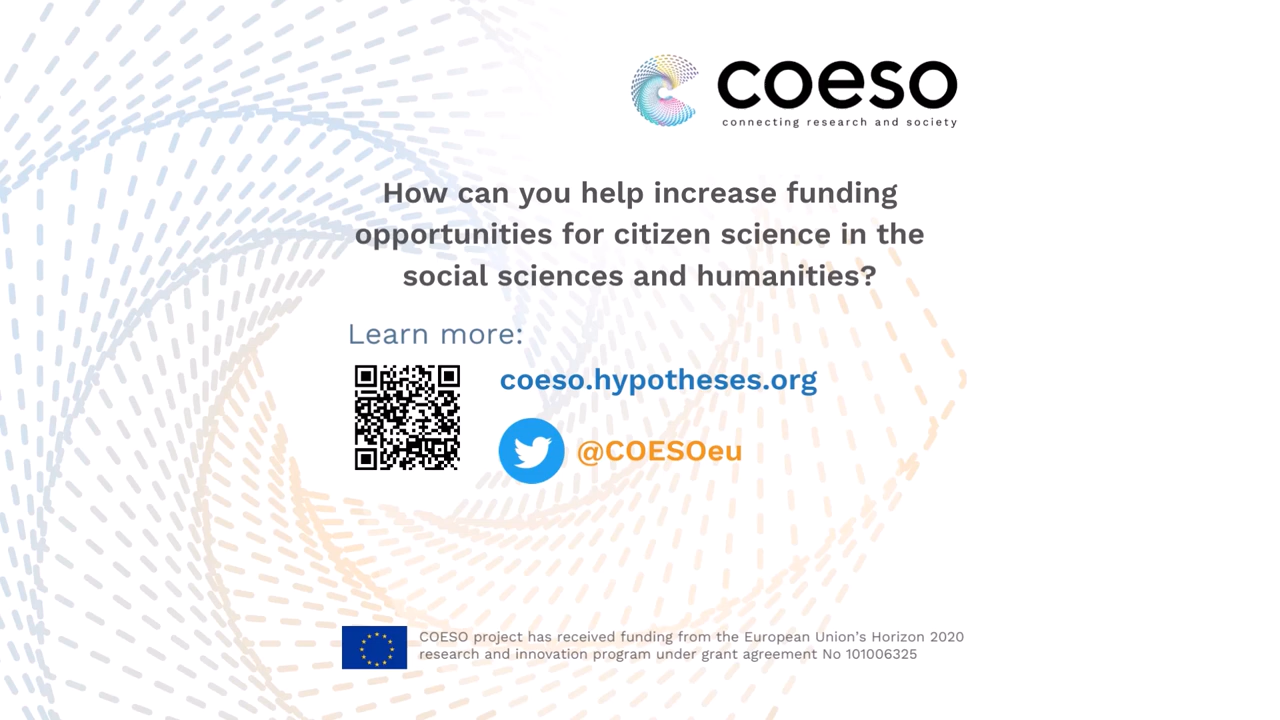 coeso
connecting research and society
How can you help increase funding
opportunities for citizen science in the
social sciences and humanities?
Learn more:
coeso.hypotheses.org
@COESOeu
COESO project has received funding from the European Union’s Horizon 2020
research and innovation program under grant agreement No 101006325